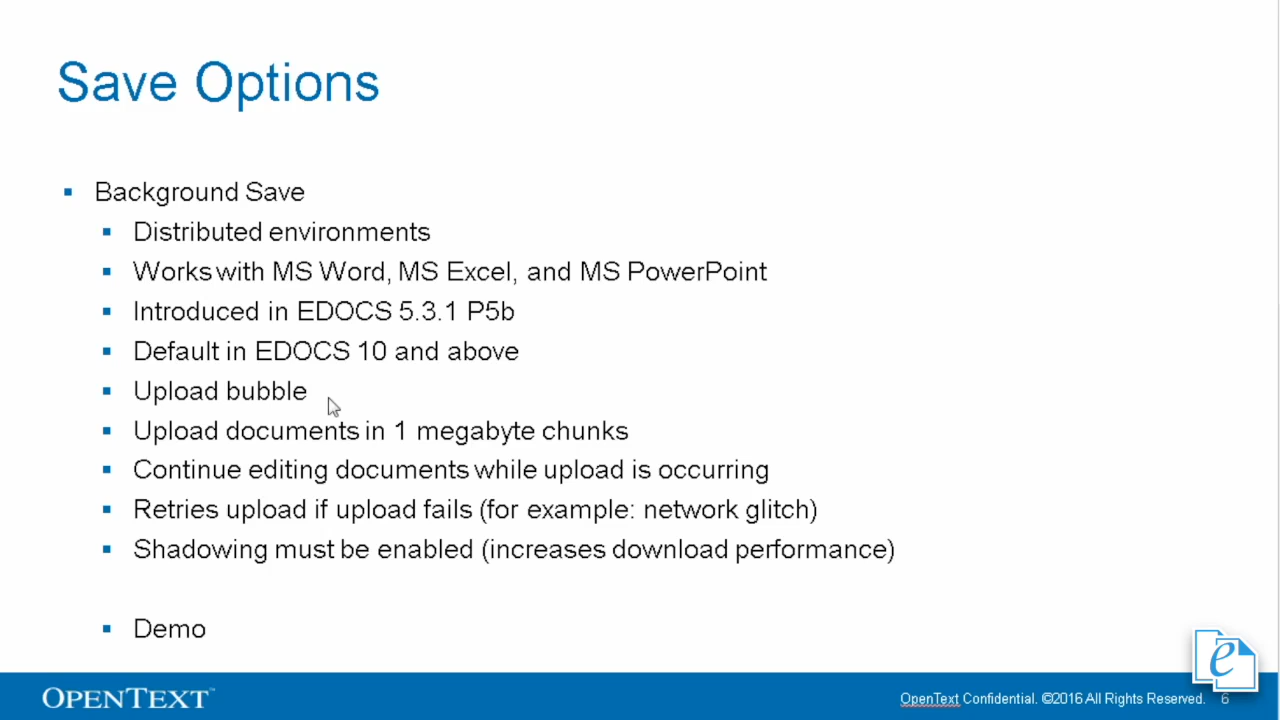 Save Options
Background Save
Distributed environments
Works with MS Word, MS Excel, and MS PowerPoint
Introduced in EDOCS 5.3.1 P5b
Default in EDOCS 10 and above
Upload bubble
Upload documents in 1 megabyte chunks
Continue editing documents while upload is occurring
Retries upload if upload fails (for example: network glitch)
Shadowing must be enabled (increases download performance)
Demo
e
OPENTEXT™
OpenText Confidential. ©2016 All Rights Reserved. 6